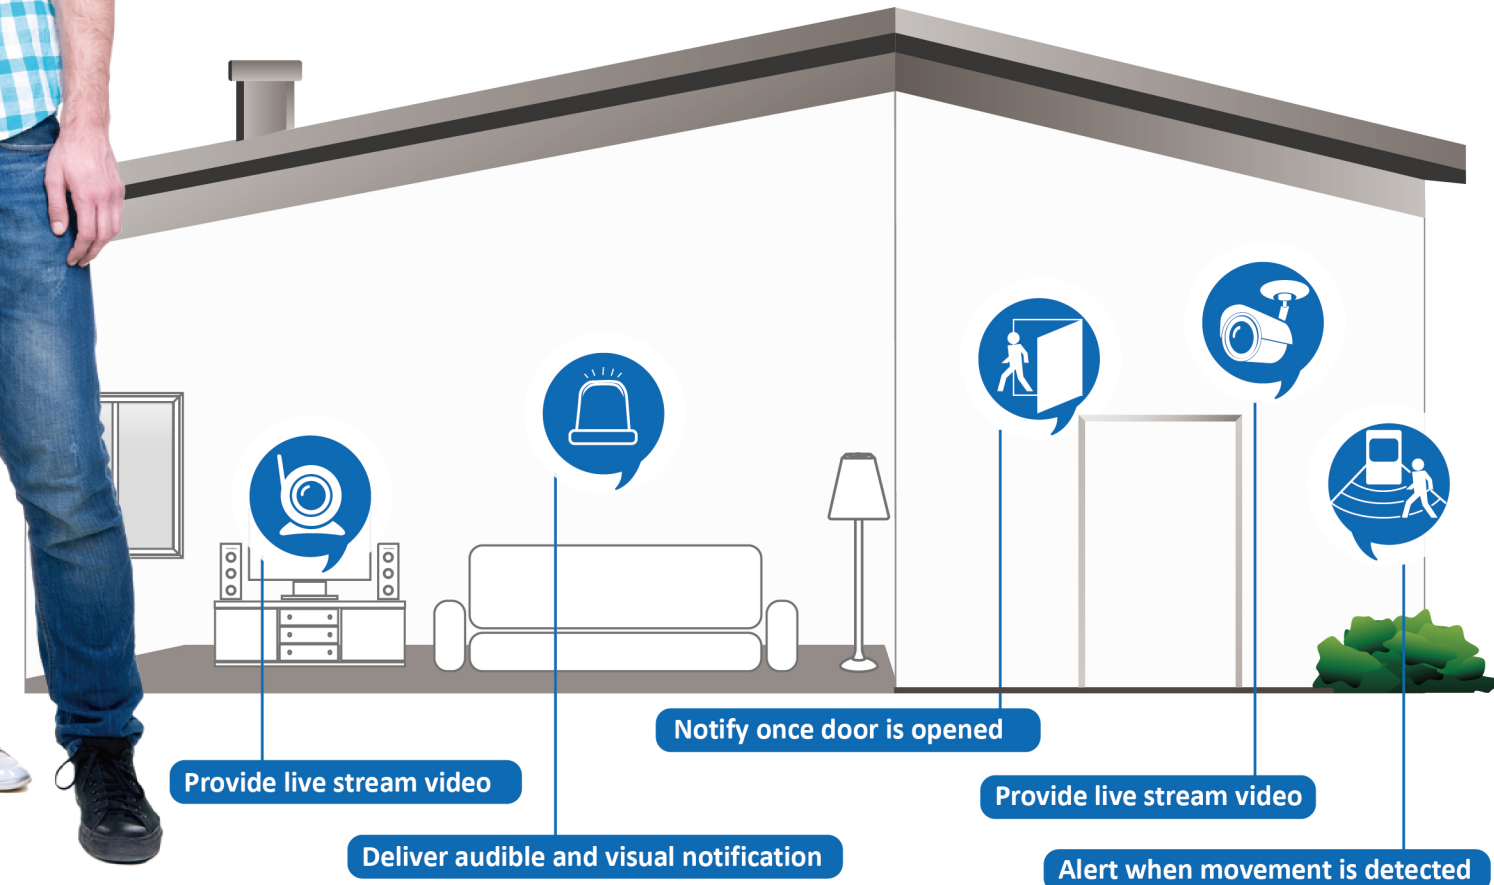 Notify once door is opened
Provide live stream video
Provide live stream video
Deliver audible and visual notification
Alert when movement is detected